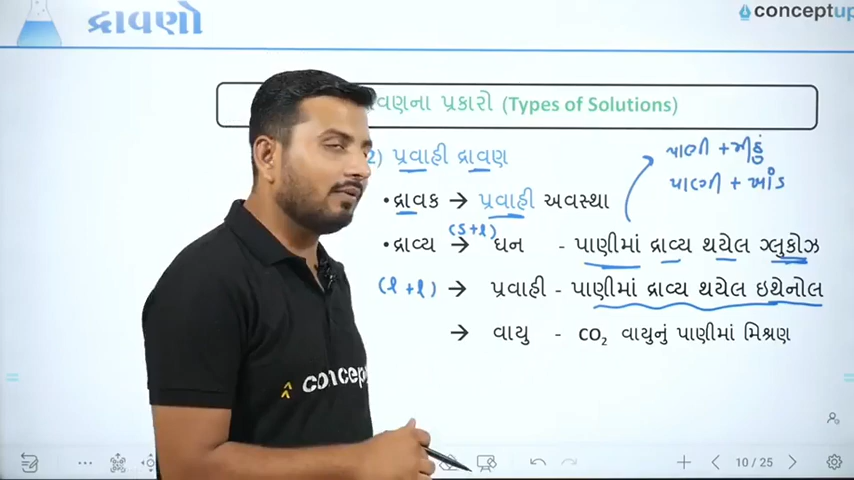 દ્રાવણો
conceptup
દ્રાવણના પ્રકારો (Types of Solutions)
2) પ્રવાહી દ્રાવણ
પાણી + મીઠું
પાણી + ખાંડ
• દ્રાવક → પ્રવાહી અવસ્થા
(s+l)
• દ્રાવ્ય → ઘન - પાણીમાં દ્રાવ્ય થયેલ ગ્લુકોઝ
(l+l) → પ્રવાહી - પાણીમાં દ્રાવ્ય થયેલ ઇથેનોલ
→ વાયુ - CO₂ વાયુનું પાણીમાં મિશ્રણ
concep
10 / 25